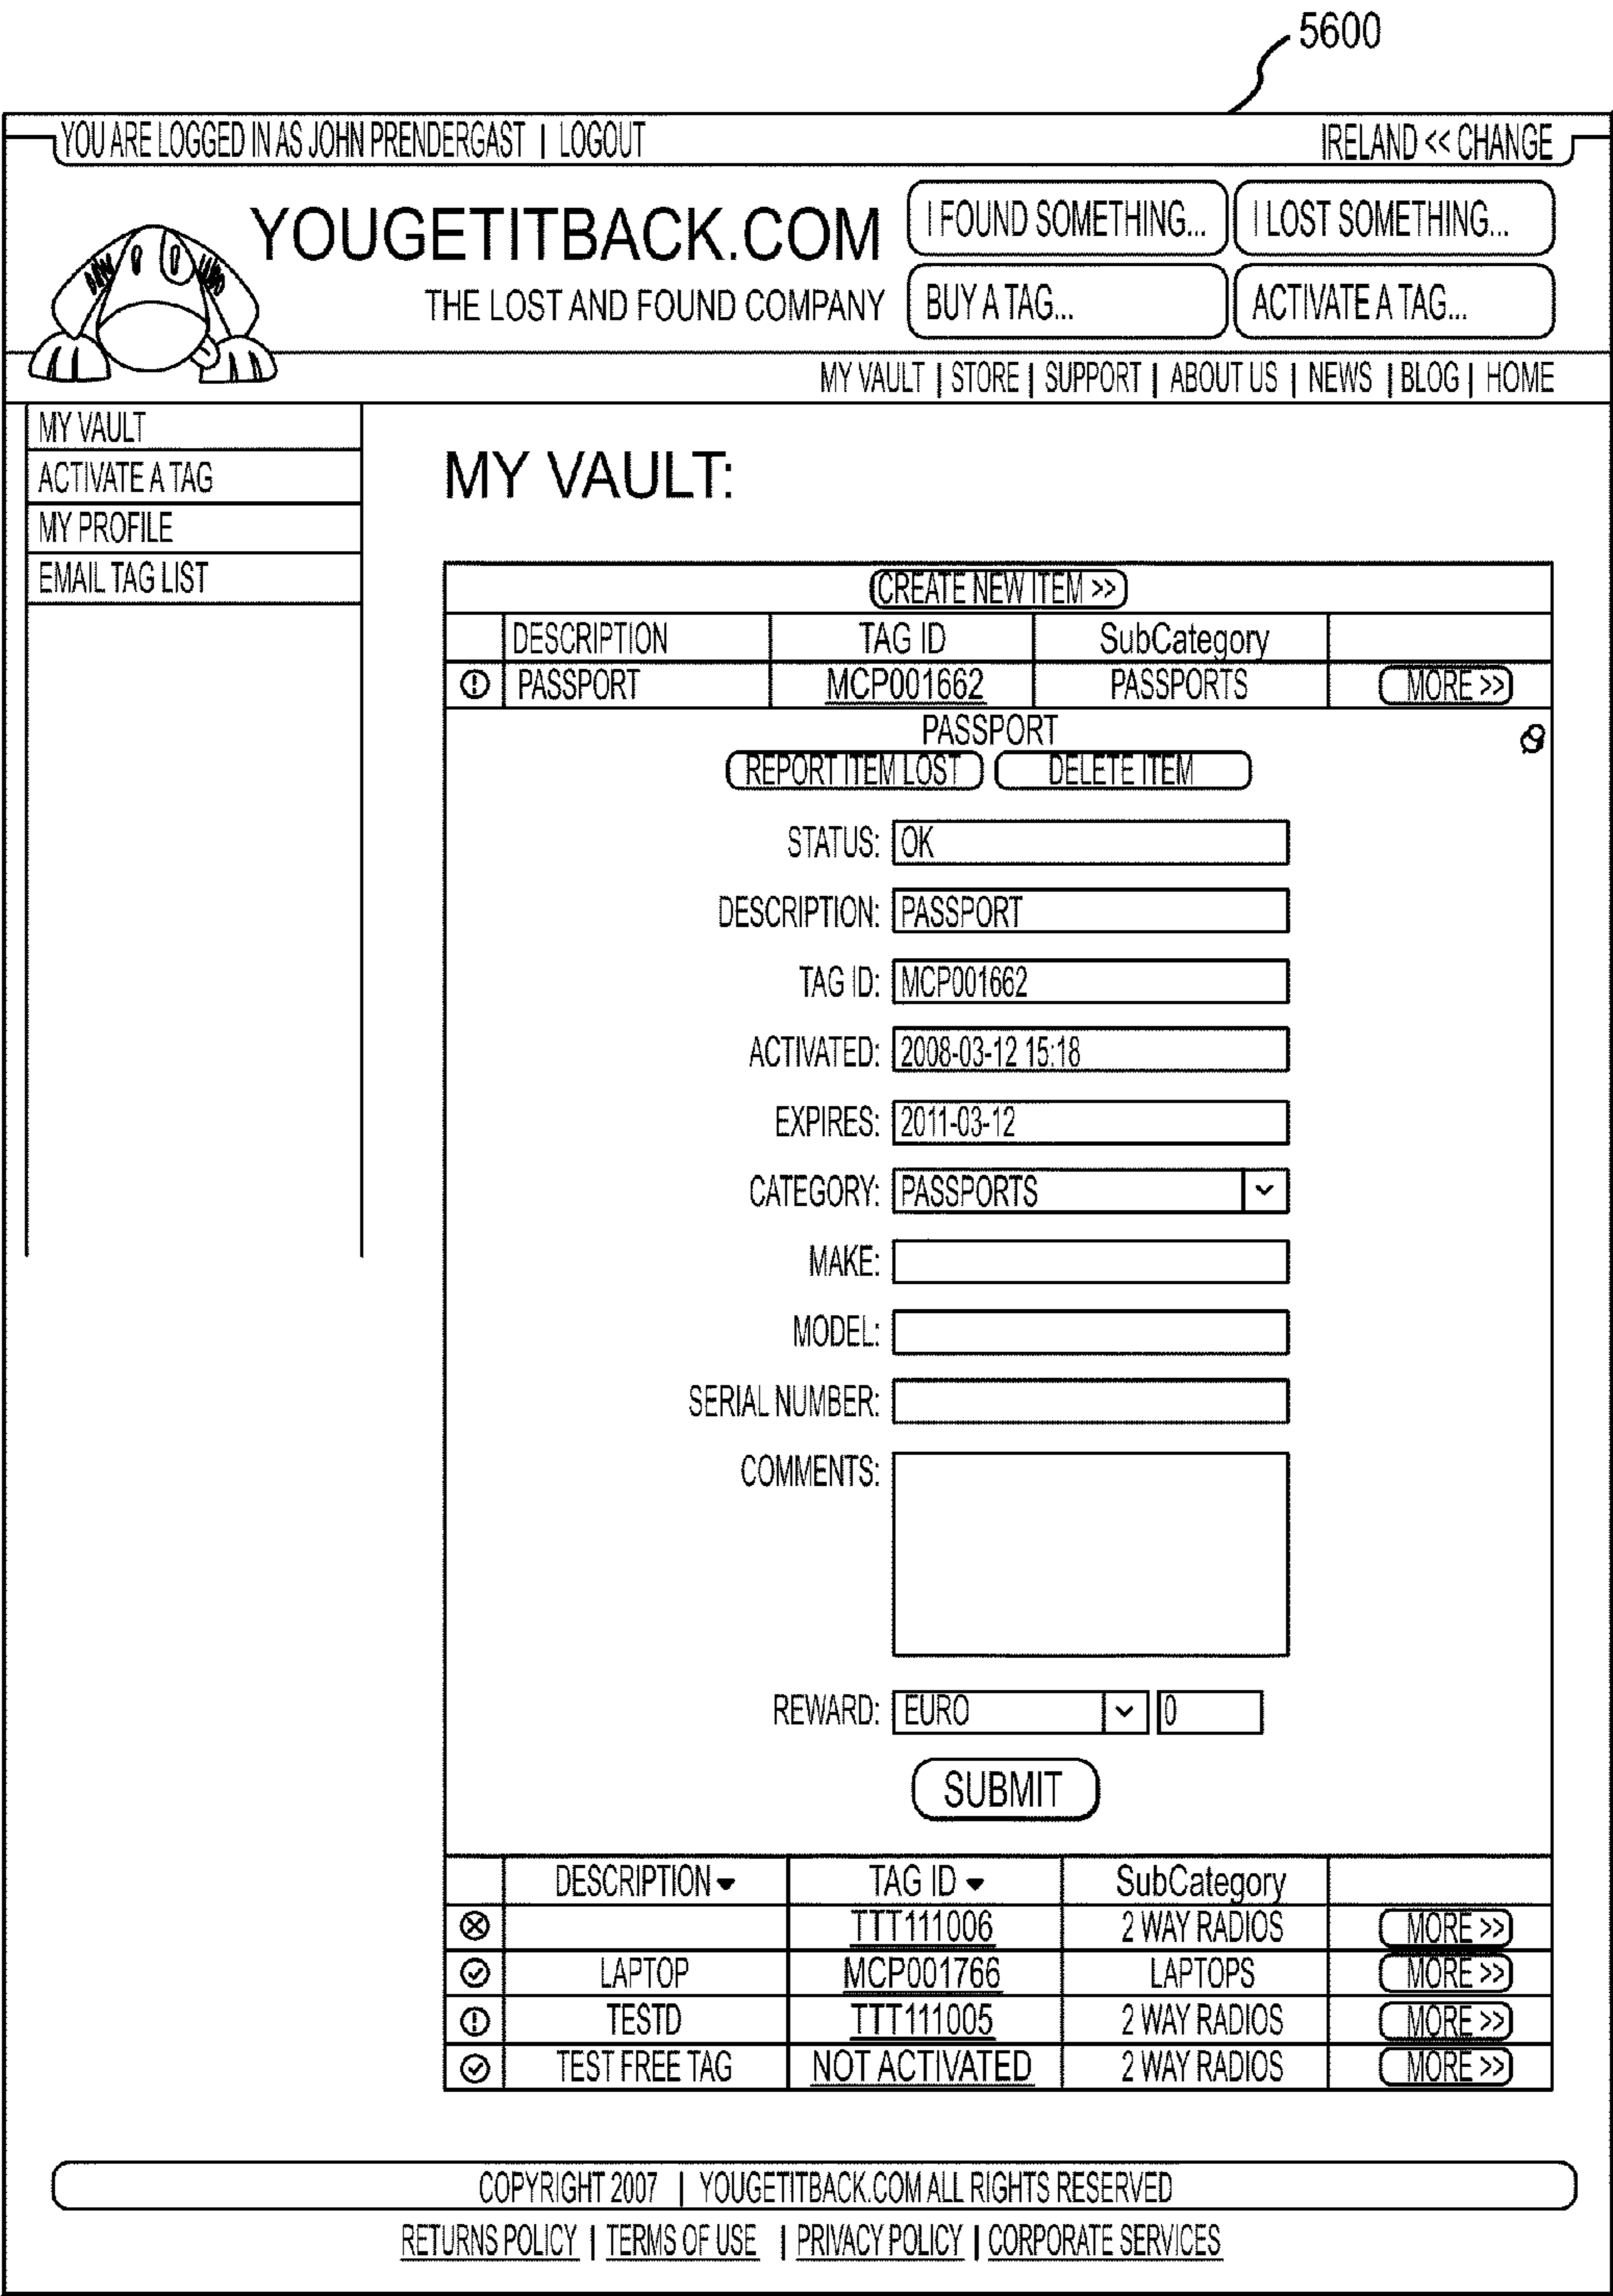 5600
YOU ARE LOGGED IN AS JOHN PRENDERGAST | LOGOUT
IRELAND << CHANGE
YOUGETITBACK.COM
THE LOST AND FOUND COMPANY
I FOUND SOMETHING...
I LOST SOMETHING...
BUY A TAG...
ACTIVATE A TAG...
MY VAULT | STORE | SUPPORT | ABOUT US | NEWS | BLOG | HOME
MY VAULT
ACTIVATE A TAG
MY PROFILE
EMAIL TAG LIST
MY VAULT:
CREATE NEW ITEM >>
DESCRIPTION TAG ID SubCategory
PASSPORT MCP001662 PASSPORTS MORE >>
PASSPORT
REPORT ITEM LOST DELETE ITEM
STATUS: OK
DESCRIPTION: PASSPORT
TAG ID: MCP001662
ACTIVATED: 2008-03-12 15:18
EXPIRES: 2011-03-12
CATEGORY: PASSPORTS
MAKE:
MODEL:
SERIAL NUMBER:
COMMENTS:
REWARD: EURO 0
SUBMIT
DESCRIPTION TAG ID SubCategory
TTT111006 2 WAY RADIOS MORE >>
LAPTOP MCP001766 LAPTOPS MORE >>
TESTD TTT111005 2 WAY RADIOS MORE >>
TEST FREE TAG NOT ACTIVATED 2 WAY RADIOS MORE >>
COPYRIGHT 2007 | YOUGETITBACK.COM ALL RIGHTS RESERVED
RETURNS POLICY | TERMS OF USE | PRIVACY POLICY | CORPORATE SERVICES